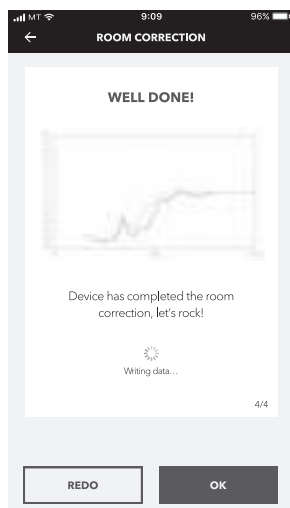 MT 9:09 96%
ROOM CORRECTION
WELL DONE!
Device has completed the room
correction, let's rock!
Writing data...
4/4
REDO OK